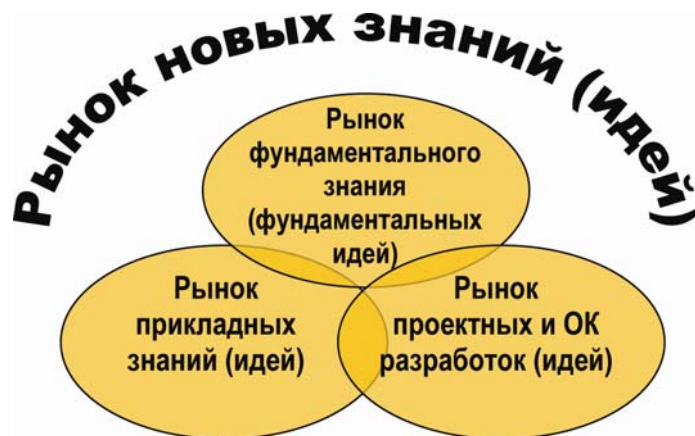 Рынок новых знаний (идей)
Рынок
фундаментального
знания
(фундаментальных
идей)
Рынок
прикладных
знаний (идей)
Рынок
проектных и ОК
разработок (идей)